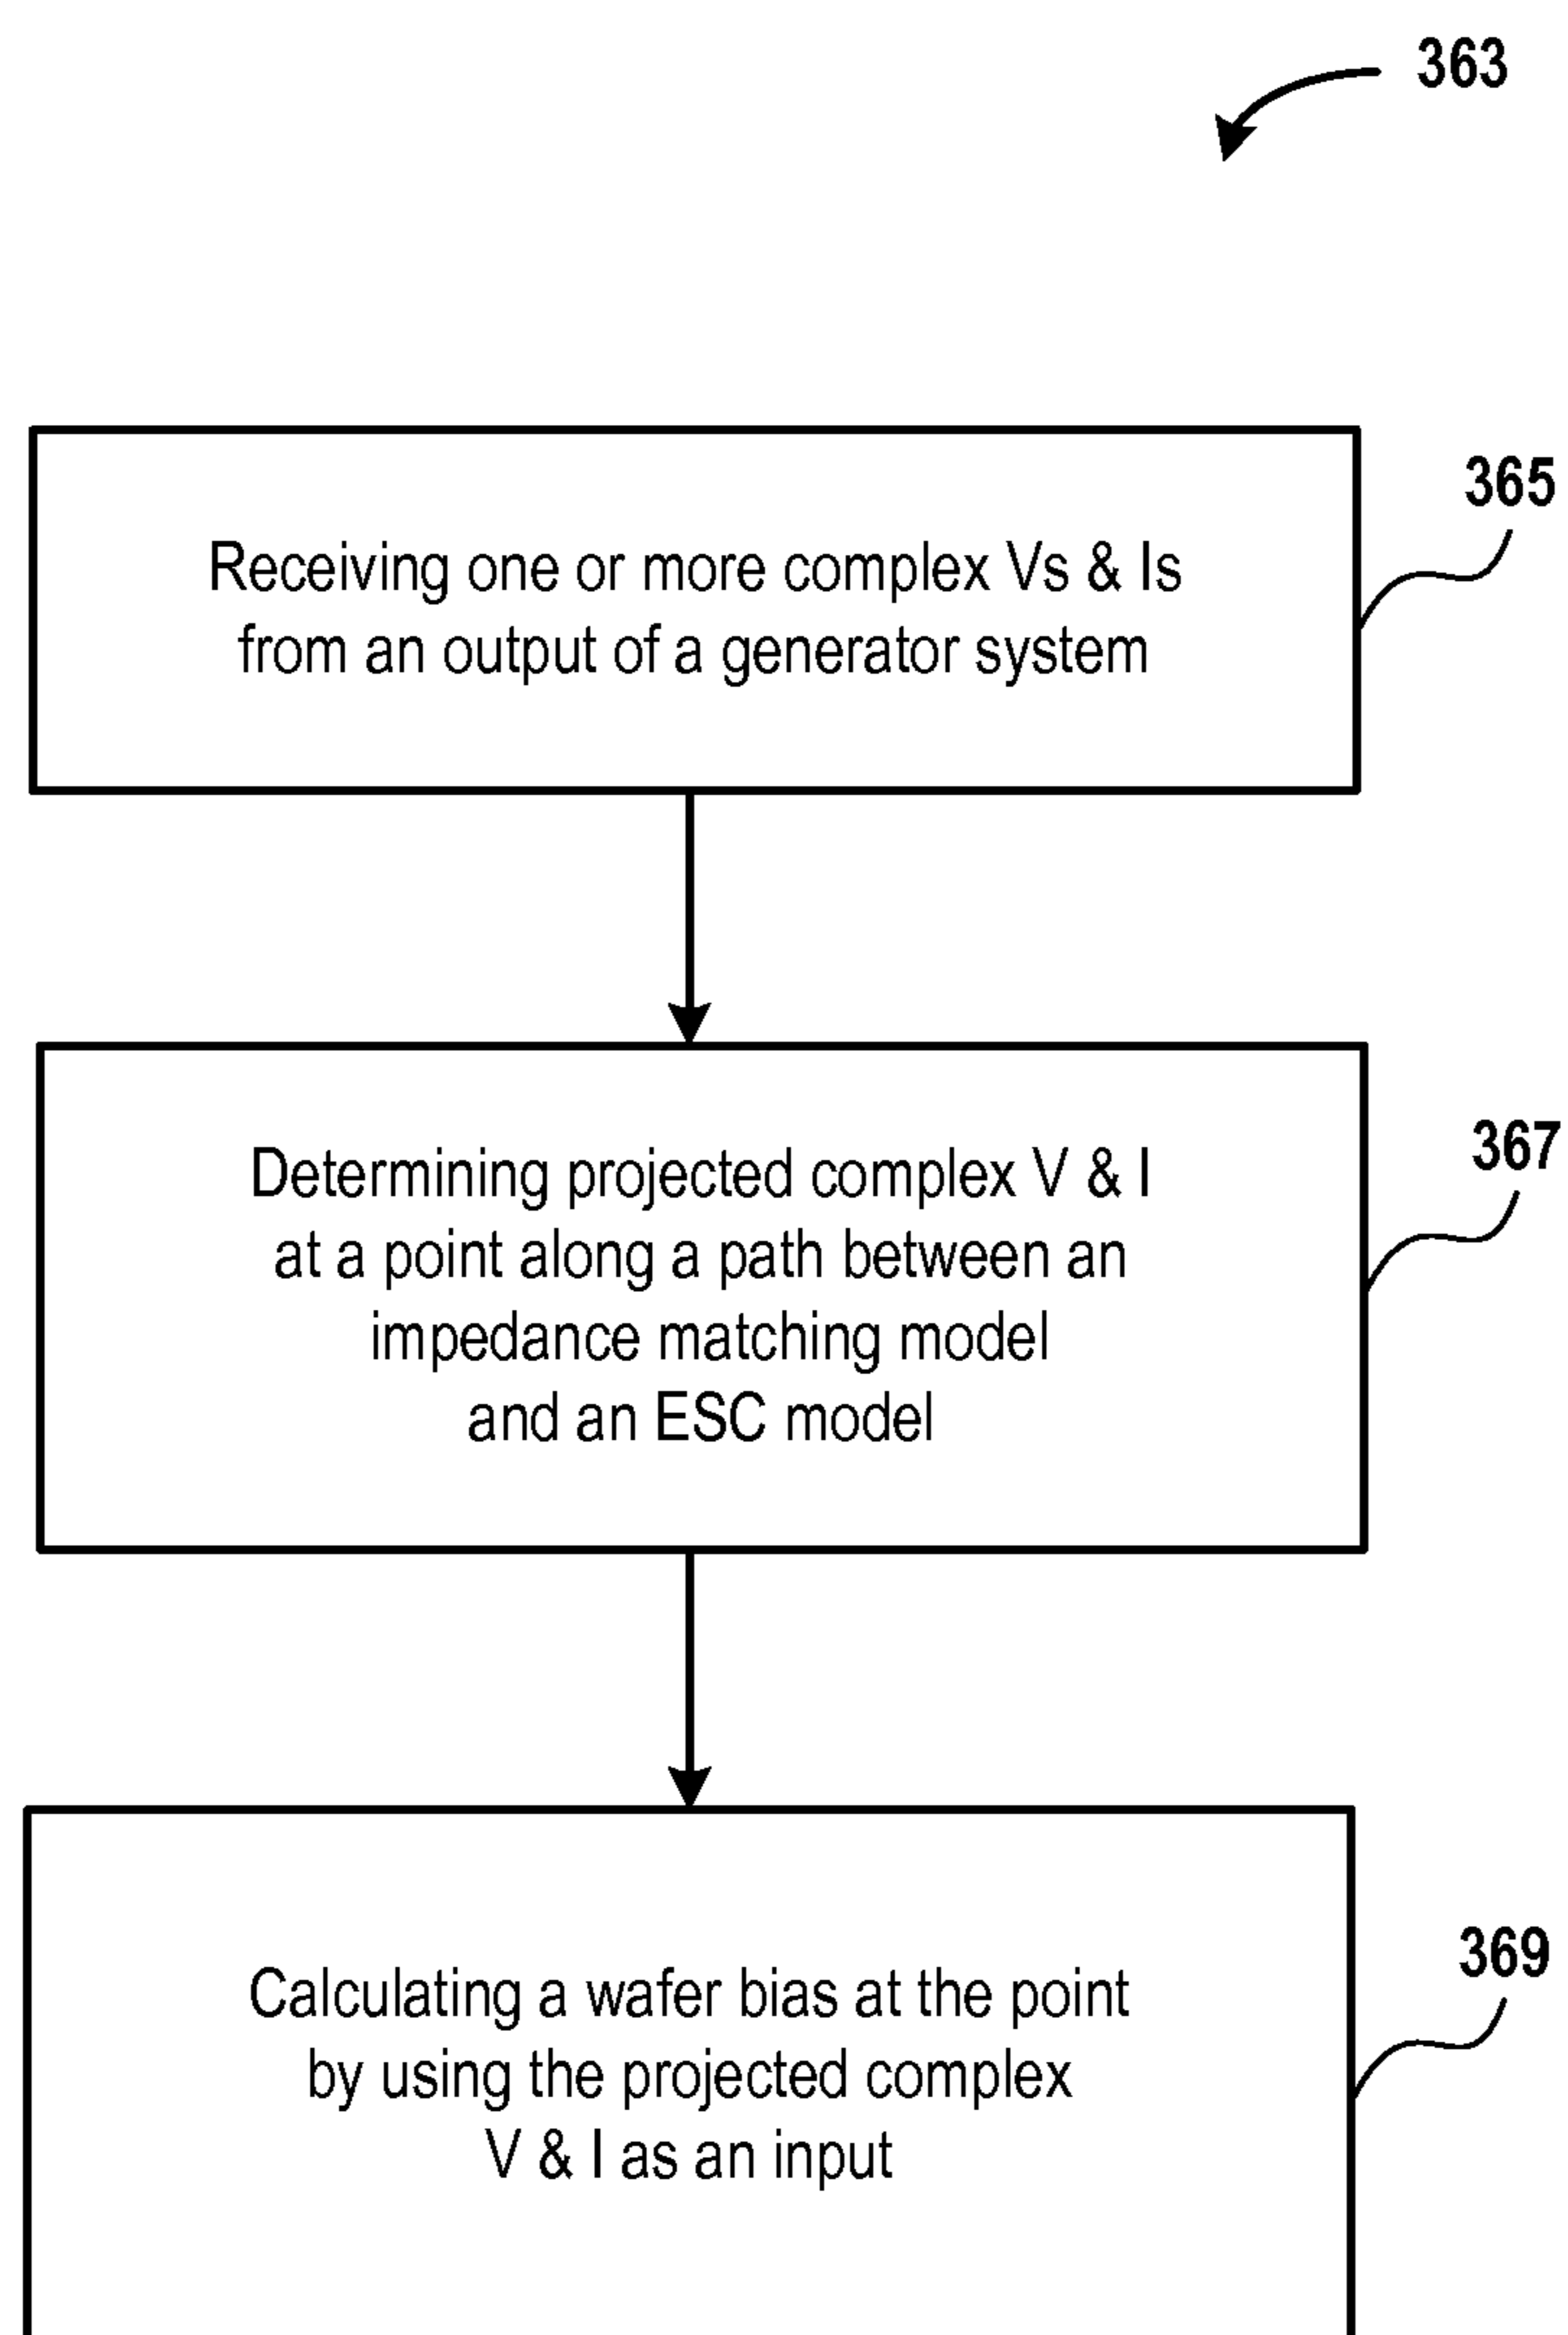 363
365
Receiving one or more complex Vs & Is
from an output of a generator system
367
Determining projected complex V & I
at a point along a path between an
impedance matching model
and an ESC model
369
Calculating a wafer bias at the point
by using the projected complex
V & I as an input